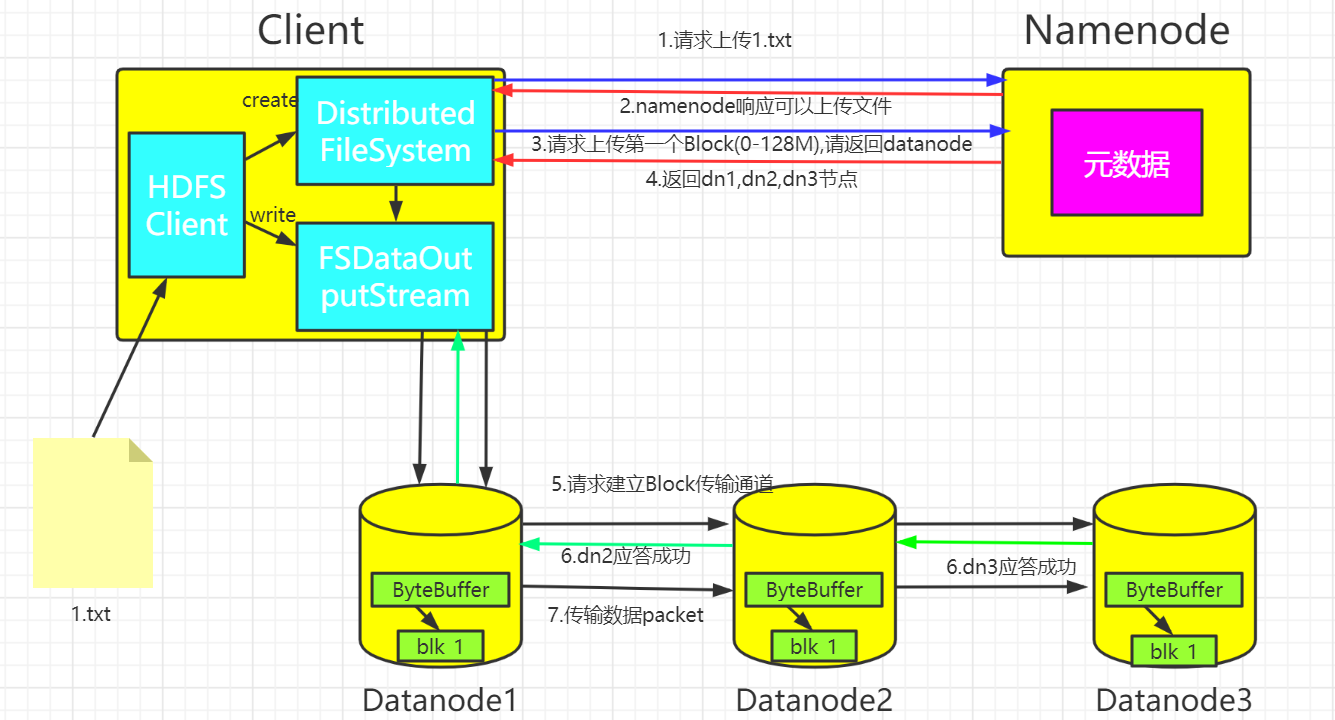 Client
Namenode
1.请求上传1.txt
create
Distributed
FileSystem
2.namenode响应可以上传文件
3.请求上传第一个Block(0-128M),请返回datanode
4.返回dn1,dn2,dn3节点
元数据
HDFS
Client
write
FSDataOut
putStream
5.请求建立Block传输通道
6.dn2应答成功
6.dn3应答成功
ByteBuffer
ByteBuffer
ByteBuffer
7.传输数据packet
1.txt
blk 1
blk 1
blk 1
Datanode1
Datanode2
Datanode3